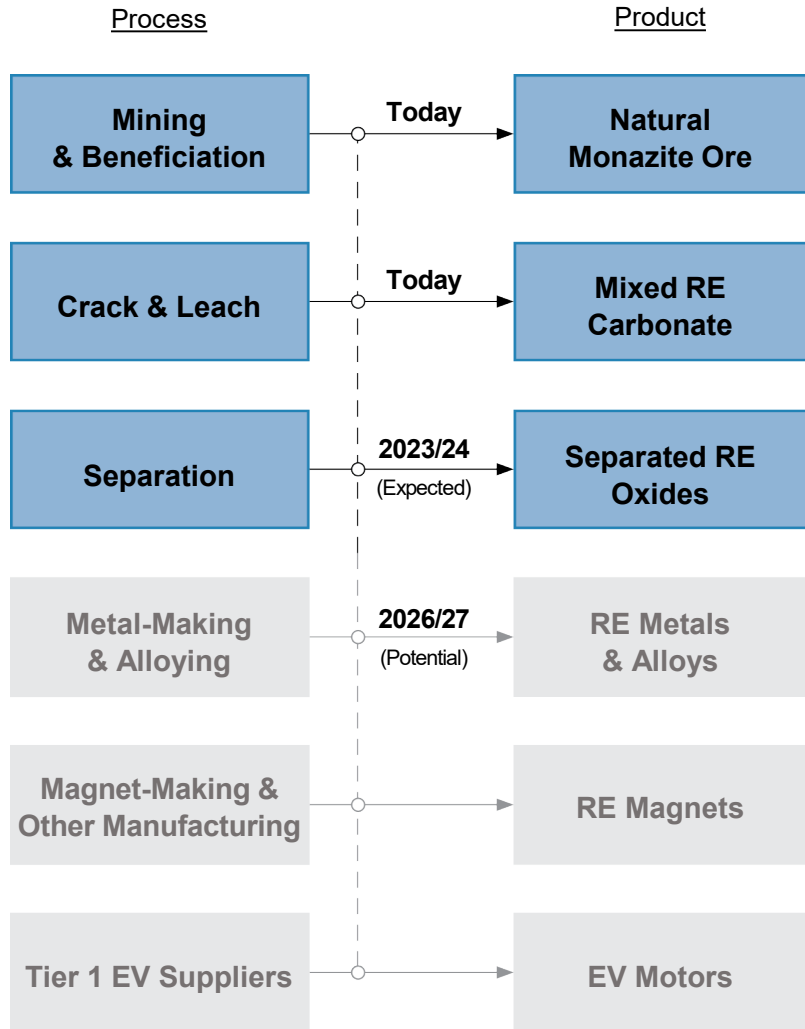 Process
Product
Mining
& Beneficiation
Today
Natural
Monazite Ore
Crack & Leach
Today
Mixed RE
Carbonate
Separation
2023/24
(Expected)
Separated RE
Oxides
Metal-Making
& Alloying
2026/27
(Potential)
RE Metals
& Alloys
Magnet-Making &
Other Manufacturing
RE Magnets
Tier 1 EV Suppliers
EV Motors